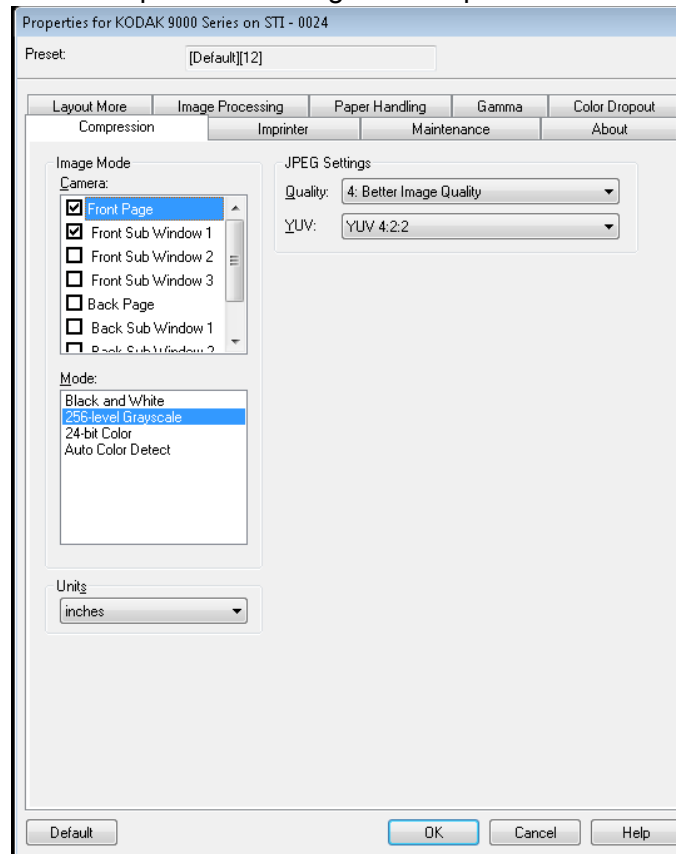 Properties for KODAK 9000 Series on STI - 0024
Preset: [Default][12]
Layout More Image Processing Paper Handling Gamma Color Dropout
Compression Imprinter Maintenance About
Image Mode
Camera:
Front Page
Front Sub Window 1
Front Sub Window 2
Front Sub Window 3
Back Page
Back Sub Window 1
Back Sub Window 2
Mode:
Black and White
256-level Grayscale
24-bit Color
Auto Color Detect
Units
inches
JPEG Settings
Quality: 4: Better Image Quality
YUV: YUV 4:2:2
Default OK Cancel Help